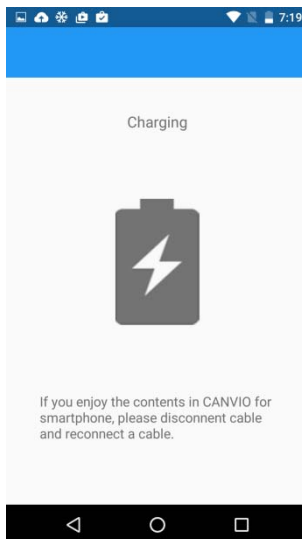 7:19
Charging
If you enjoy the contents in CANVIO for
smartphone, please disconnent cable
and reconnect a cable.